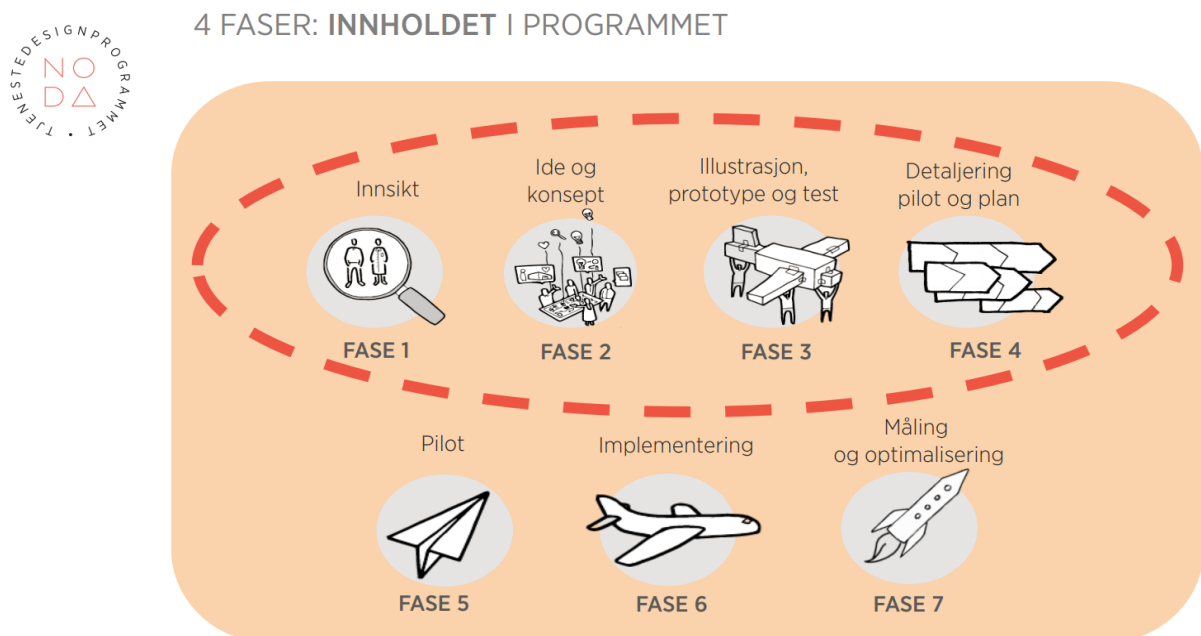 4 FASER: INNHOLDET I PROGRAMMET
TJENESTEDESIGNPROGRAMMET •
NO
DA
Innsikt
FASE 1
Ide og
konsept
FASE 2
Illustrasjon,
prototype og test
FASE 3
Detaljering
pilot og plan
FASE 4
Pilot
FASE 5
Implementering
FASE 6
Måling
og optimalisering
FASE 7